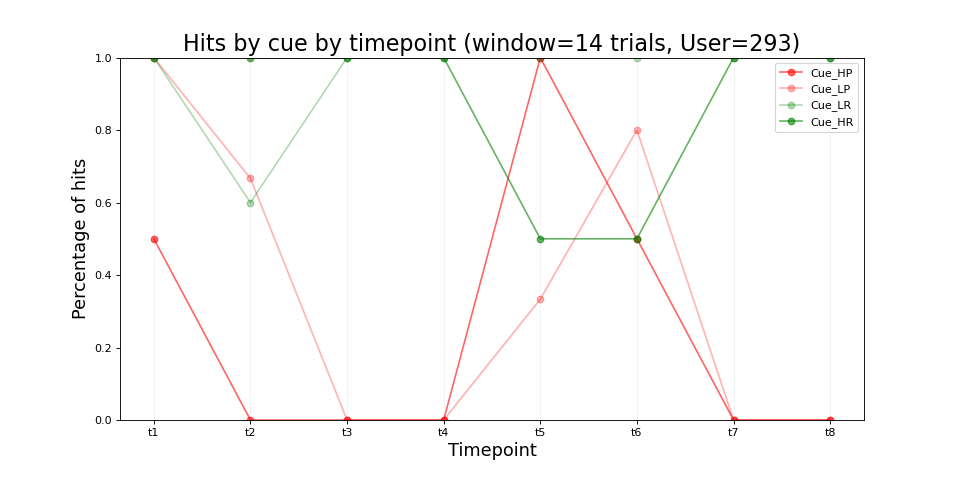 Hits by cue by timepoint (window=14 trials, User=293)
Percentage of hits
1.0
0.8
0.6
0.4
0.2
0.0
Cue_HP
Cue_LP
Cue_LR
Cue_HR
t1 t2 t3 t4 t5 t6 t7 t8
Timepoint